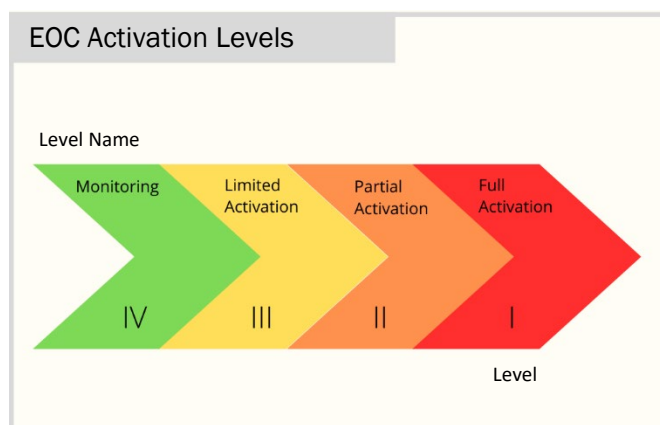 EOC Activation Levels
Level Name
Monitoring
Limited
Activation
Partial
Activation
Full
Activation
IV
III
II
I
Level